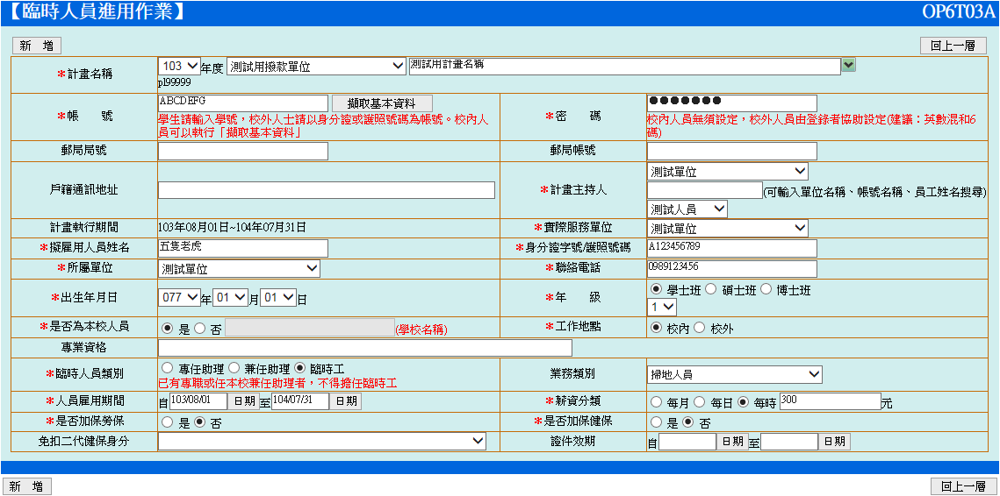 【臨時人員進用作業】 OP6T03A
新 增 回上一層
*計畫名稱 103 年度 測試用撥款單位 測試用計畫名稱
pl99999
*帳 號 ABCDEFG 擷取基本資料
學生請輸入學號，校外人士請以身分證或護照號碼為帳號。校內人
員可以執行「擷取基本資料」
*密 碼 ●●●●●●●
校內人員無須設定，校外人員由登錄者協助設定(建議：英數混和6
碼)
郵局局號 郵局帳號
戶籍通訊地址
*計畫主持人 測試單位
(可輸入單位名稱、帳號名稱、員工姓名搜尋)
測試人員
計畫執行期間 103年08月01日~104年07月31日 *實際服務單位 測試單位
*擬雇用人員姓名 五隻老虎 *身分證字號/護照號碼 A123456789
*所屬單位 測試單位 *聯絡電話 0989123456
*出生年月日 077 年 01 月 01 日
*年 級 學士班 碩士班 博士班
1
*是否為本校人員 是 否 (學校名稱) *工作地點 校內 校外
專業資格
*臨時人員類別 專任助理 兼任助理 臨時工
已有專職或任本校兼任助理者，不得擔任臨時工
業務類別 掃地人員
*人員雇用期間 自 103/08/01 日期 至 104/07/31 日期 *薪資分類 每月 每日 每時 300 元
*是否加保勞保 是 否 *是否加保健保 是 否
免扣二代健保身分 證件效期 自 日期 至 日期
新 增 回上一層